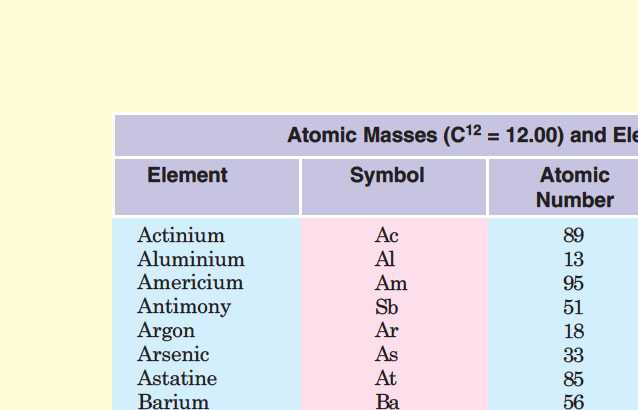 Atomic Masses (C12 = 12.00) and Ele
Element Symbol Atomic Number
Actinium Ac 89
Aluminium Al 13
Americium Am 95
Antimony Sb 51
Argon Ar 18
Arsenic As 33
Astatine At 85
Barium Ba 56